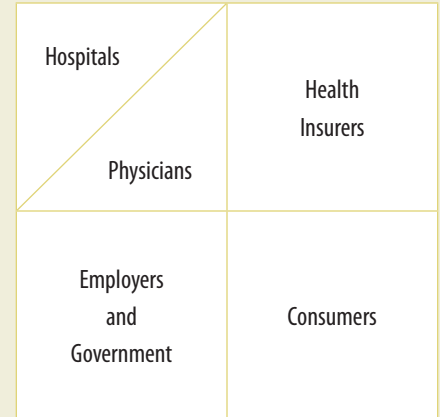 Hospitals
Physicians
Health
Insurers
Employers
and
Government
Consumers